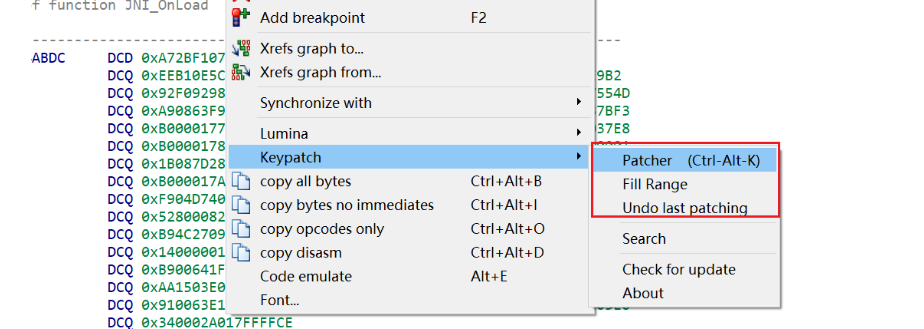 f function JNI_OnLoad
Add breakpoint F2
ABDC DCD 0xA72BF107
Xrefs graph to...
DCQ 0xEEB10E5C 9B2
Xrefs graph from...
DCQ 0x92F09298 554D
DCQ 0xA90863F9 7BF3
Synchronize with
DCQ 0xB0000177 37E8
Lumina
DCQ 0xB0000178
Keypatch
Patcher (Ctrl-Alt-K)
DCQ 0x1B087D28
copy all bytes Ctrl+Alt+B
Fill Range
DCQ 0xB000017A
copy bytes no immediates Ctrl+Alt+I
Undo last patching
DCQ 0xF904D740
DCQ 0x52800082
copy opcodes only Ctrl+Alt+O
Search
DCQ 0xB94C2709
copy disasm Ctrl+Alt+D
Check for update
DCQ 0x14000001
Code emulate Alt+E
DCQ 0xB900641F
About
DCQ 0xAA1503E0
Font...
DCQ 0x910063E1
DCQ 0x340002A017FFFFCE